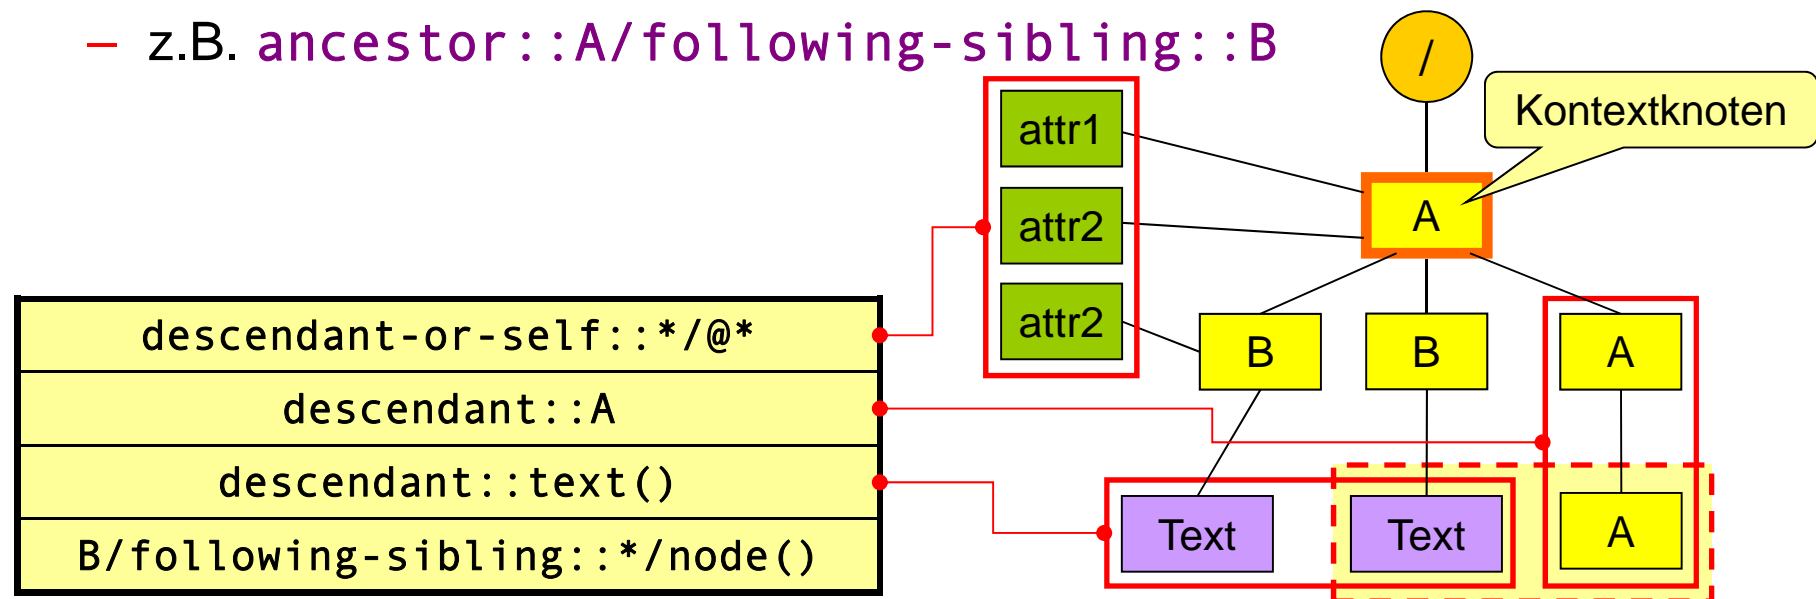 – z.B. ancestor::A/following-sibling::B
/
Kontextknoten
attr1
A
attr2
attr2
B
B
A
descendant-or-self::*/@*
descendant::A
descendant::text()
B/following-sibling::*/node()
Text
Text
A